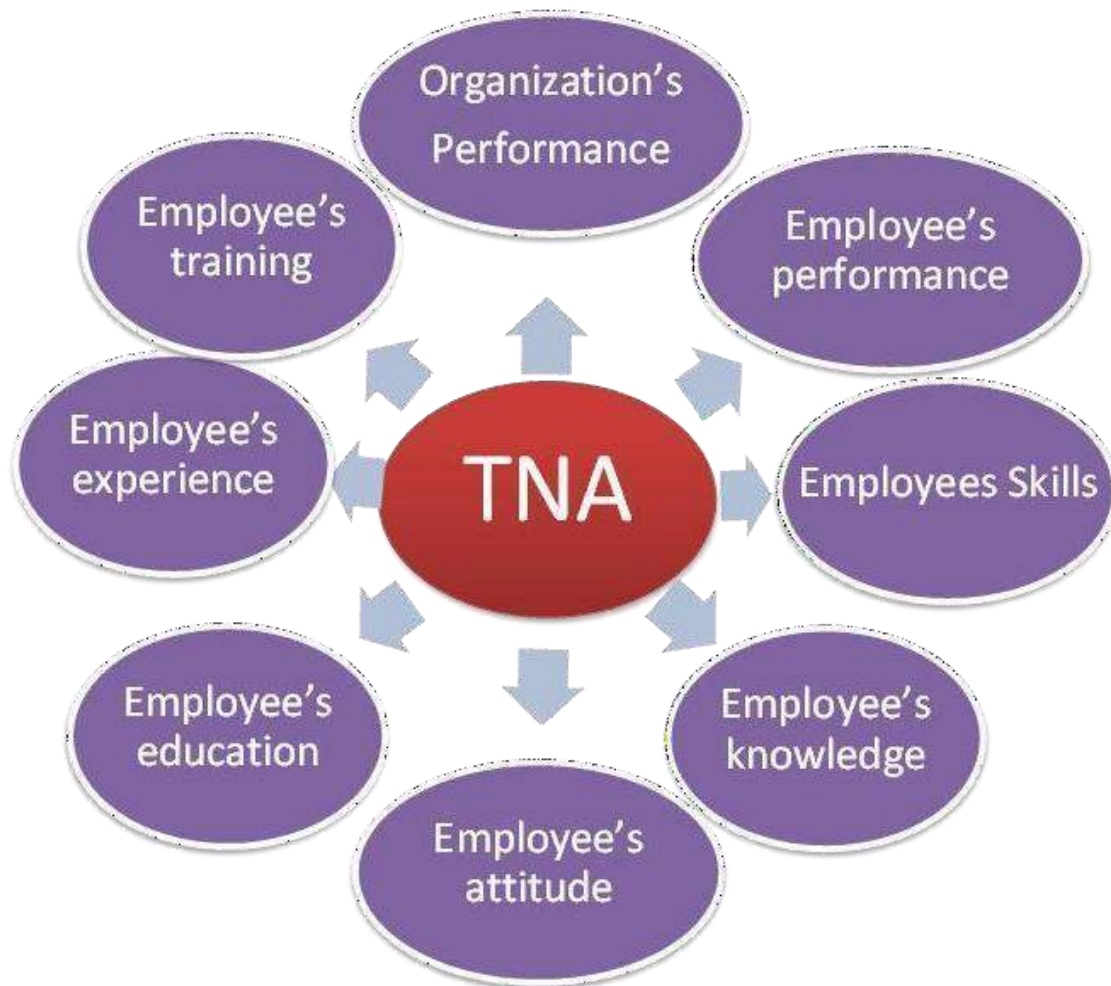 Organization’s
Performance
Employee’s
performance
Employees Skills
Employee’s
knowledge
Employee’s
attitude
Employee’s
education
Employee’s
experience
Employee’s
training
TNA